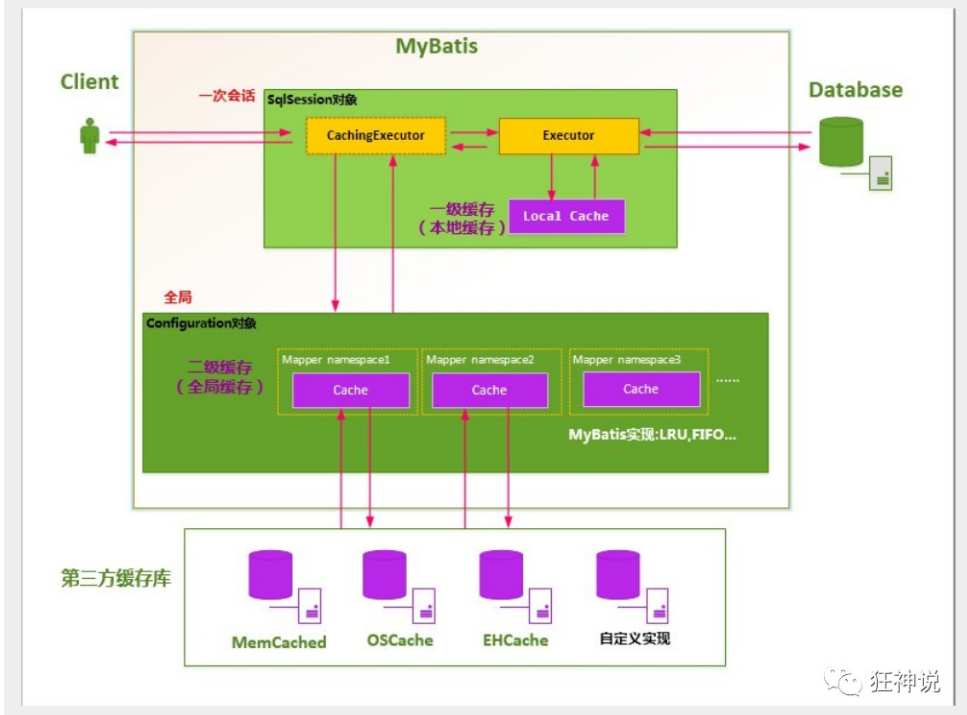 MyBatis
Client
Database
一次会话
SqlSession对象
CachingExecutor
Executor
一级缓存
（本地缓存）
Local Cache
全局
Configuration对象
二级缓存
（全局缓存）
Mapper namespace1
Mapper namespace2
Mapper namespace3
Cache
Cache
Cache
......
MyBatis实现:LRU,FIFO...
第三方缓存库
MemCached
OSCache
EHCache
自定义实现
狂神说